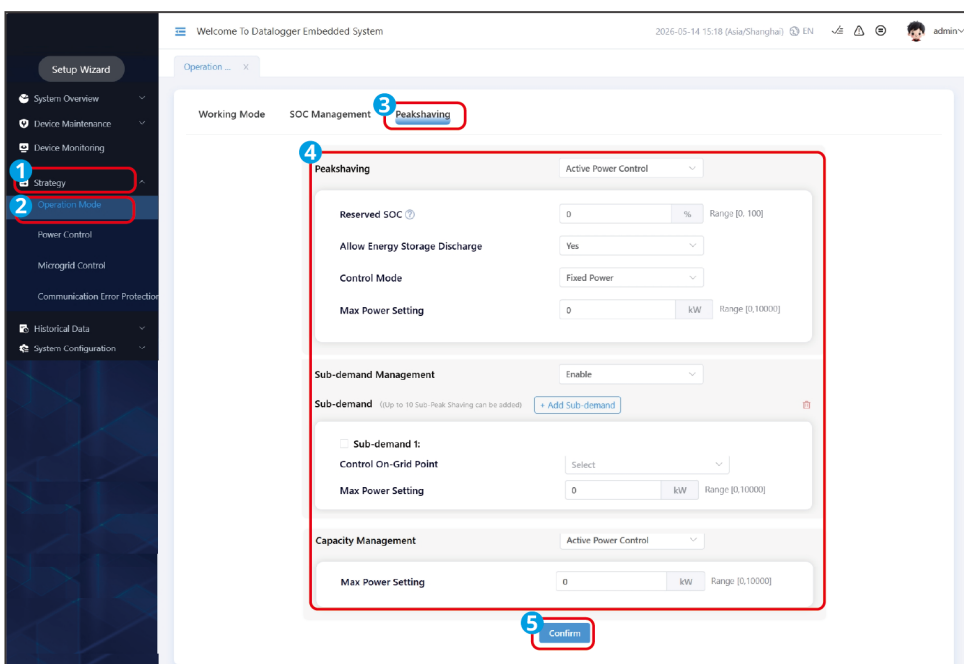 Welcome To Datalogger Embedded System
2026-05-14 15:18 (Asia/Shanghai) EN
admin
Setup Wizard
Operation ... X
System Overview
Device Maintenance
Device Monitoring
1
Strategy
2
Operation Mode
Power Control
Microgrid Control
Communication Error Protection
Historical Data
System Configuration
Working Mode SOC Management 3 Peakshaving
4
Peakshaving Active Power Control
Reserved SOC ? 0 % Range [0, 100]
Allow Energy Storage Discharge Yes
Control Mode Fixed Power
Max Power Setting 0 kW Range [0,10000]
Sub-demand Management Enable
Sub-demand ((Up to 10 Sub-Peak Shaving can be added) + Add Sub-demand
Sub-demand 1:
Control On-Grid Point Select
Max Power Setting 0 kW Range [0,10000]
Capacity Management Active Power Control
Max Power Setting 0 kW Range [0,10000]
5
Confirm